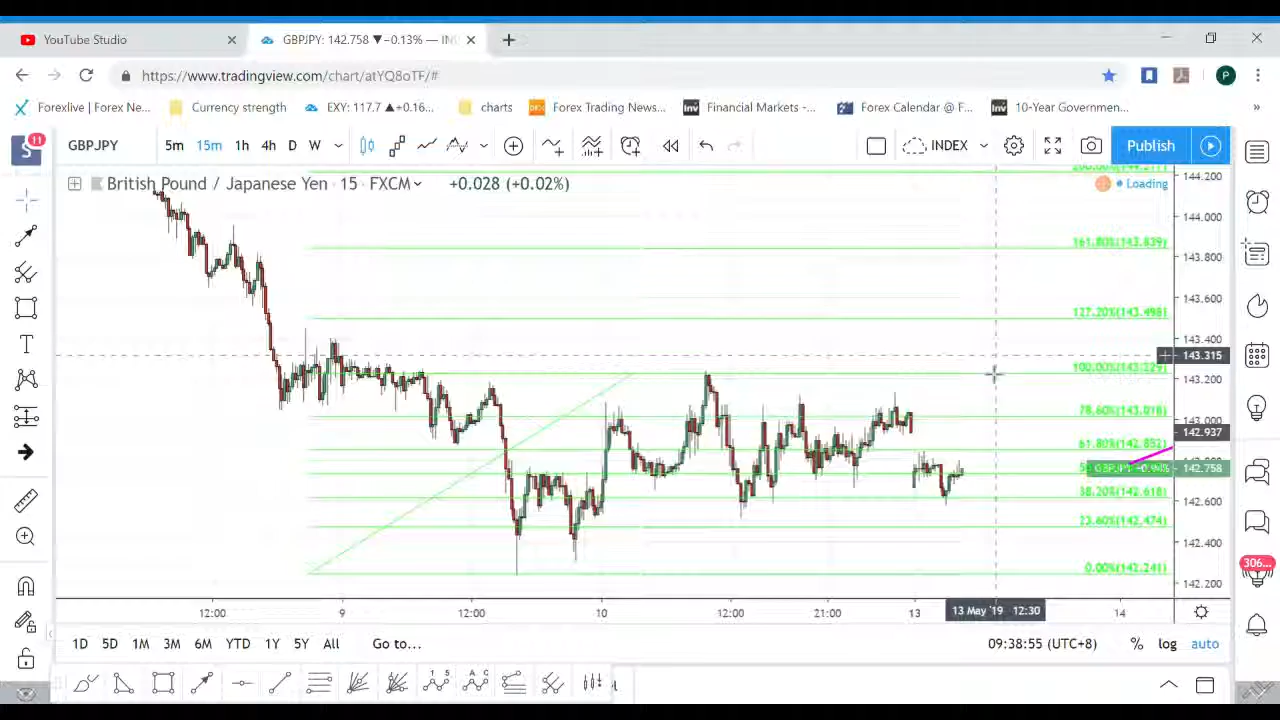 YouTube Studio
GBPJPY: 142.758 ▼−0.13% — IN
https://www.tradingview.com/chart/atYQ8oTF/#
P
Forexlive | Forex Ne...
Currency strength
EXY: 117.7 ▲+0.16...
charts
Forex Trading News...
Inv
Financial Markets -...
Forex Calendar @ F...
Inv
10-Year Governmen...
»
S
11
GBPJPY
5m
15m
1h
4h
D
W
INDEX
Publish
British Pound / Japanese Yen · 15 · FXCM
+0.028 (+0.02%)
Loading
144.200
144.000
161.80%(143.839)
143.800
143.600
127.20%(143.498)
143.400
143.315
100.00%(143.229)
143.200
78.60%(143.018)
143.000
142.937
61.80%(142.852)
142.758
38.20%(142.618)
142.600
23.60%(142.474)
142.400
0.00%(142.241)
142.200
306...
12:00
9
12:00
10
12:00
21:00
13
13 May '19 12:30
14
1D
5D
1M
3M
6M
YTD
1Y
5Y
All
Go to...
09:38:55 (UTC+8)
%
log
auto